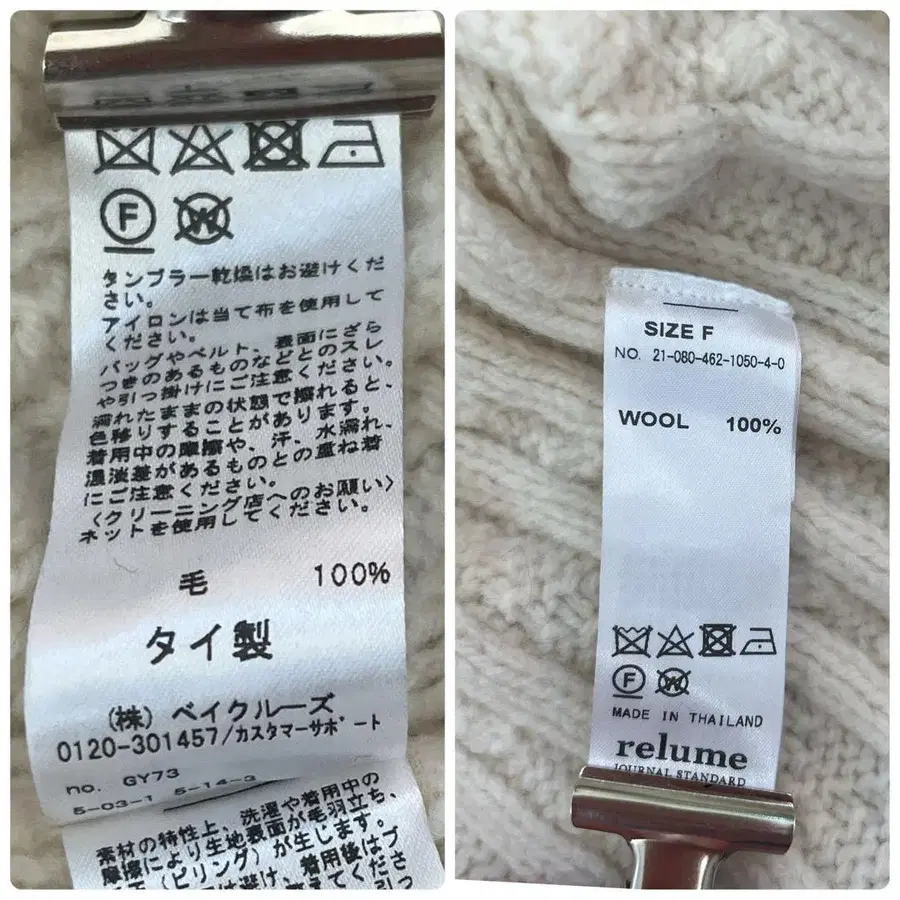 F
W
タンブラー乾燥はお避けくだ
さい。
アイロンは当て布を使用して
ください。
バッグやベルト、表面にざら
つきのあるものなどとのスレ
や引っ掛けにご注意ください。
濡れたままの状態で擦れると、
色移りすることがあります。
着用中の摩擦や、汗、水濡れ、
濃淡差があるものとの重ね着
にご注意ください。
〈クリーニング店へのお願い〉
ネットを使用してください。
毛 100%
タイ製
(株) ベイクルーズ
0120-301457/カスタマーサポート
no. GY73
5-03-1 5-14-3
素材の特性上、洗濯や着用中の
摩擦により生地表面が毛羽立ち、
(ピリング)が生じます。
は避け、着用後はブ
SIZE F
NO. 21-080-462-1050-4-0
WOOL 100%
F
W
MADE IN THAILAND
relume
JOURNAL STANDARD